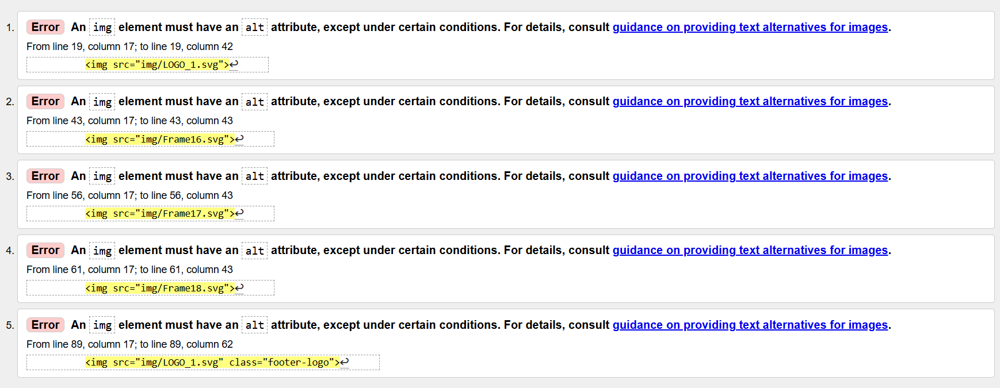 1. Error An img element must have an alt attribute, except under certain conditions. For details, consult guidance on providing text alternatives for images.
From line 19, column 17; to line 19, column 42
<img src="img/LOGO_1.svg">↩
2. Error An img element must have an alt attribute, except under certain conditions. For details, consult guidance on providing text alternatives for images.
From line 43, column 17; to line 43, column 43
<img src="img/Frame16.svg">↩
3. Error An img element must have an alt attribute, except under certain conditions. For details, consult guidance on providing text alternatives for images.
From line 56, column 17; to line 56, column 43
<img src="img/Frame17.svg">↩
4. Error An img element must have an alt attribute, except under certain conditions. For details, consult guidance on providing text alternatives for images.
From line 61, column 17; to line 61, column 43
<img src="img/Frame18.svg">↩
5. Error An img element must have an alt attribute, except under certain conditions. For details, consult guidance on providing text alternatives for images.
From line 89, column 17; to line 89, column 62
<img src="img/LOGO_1.svg" class="footer-logo">↩